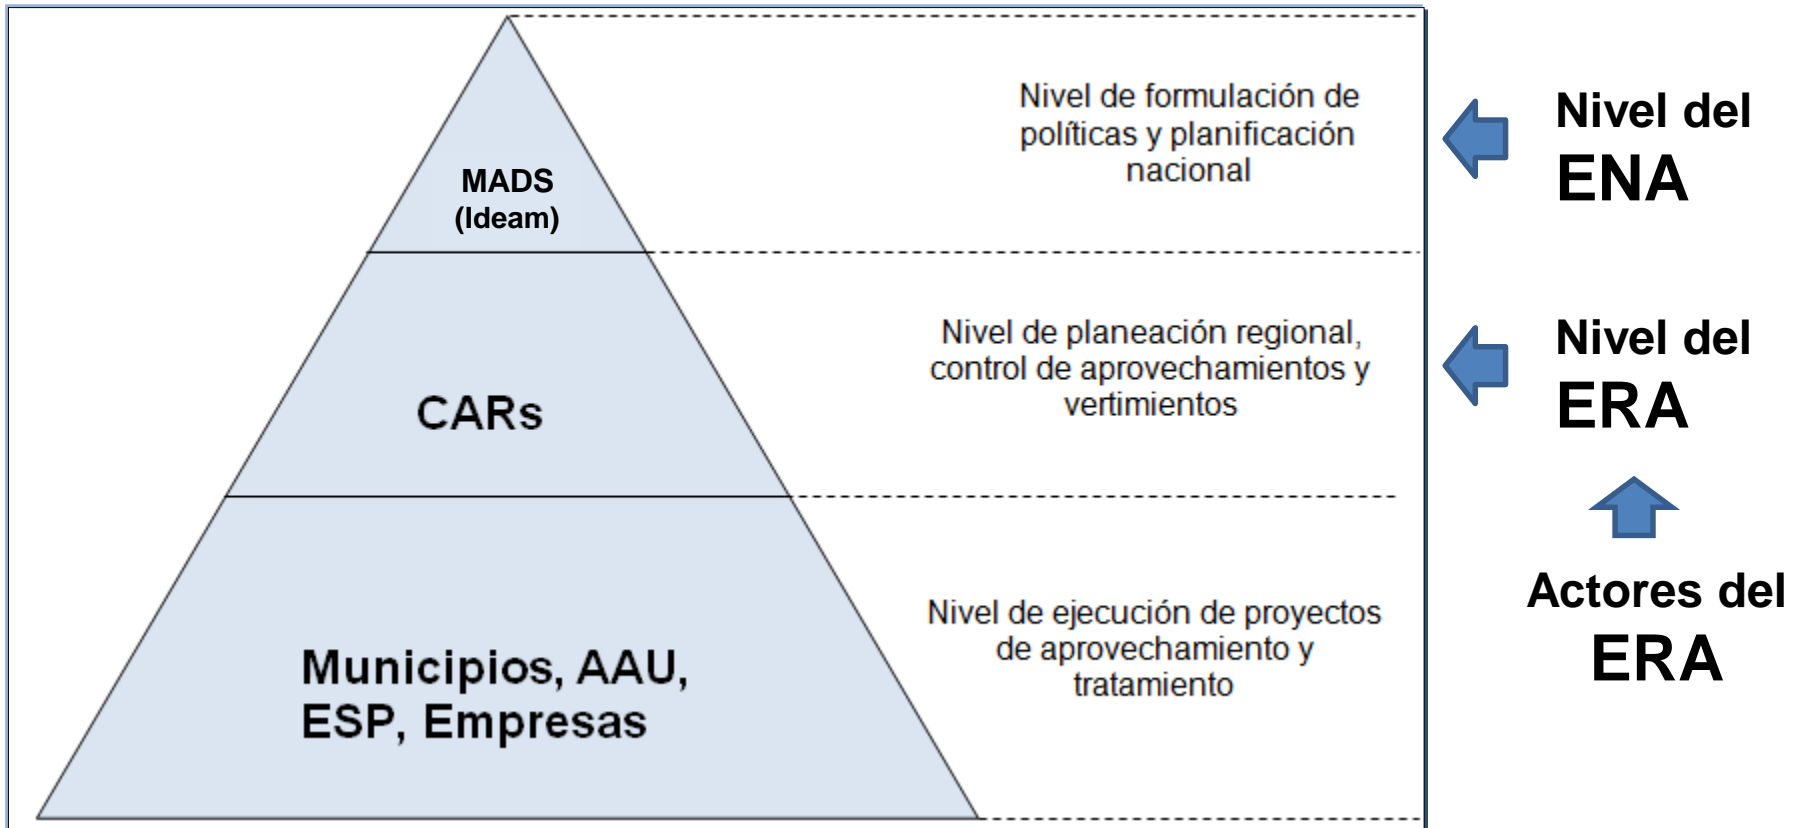 MADS
(Ideam)
Nivel de formulación de
políticas y planificación
nacional
Nivel del
ENA
CARs
Nivel de planeación regional,
control de aprovechamientos y
vertimientos
Nivel del
ERA
Municipios, AAU,
ESP, Empresas
Nivel de ejecución de proyectos
de aprovechamiento y
tratamiento
Actores del
ERA